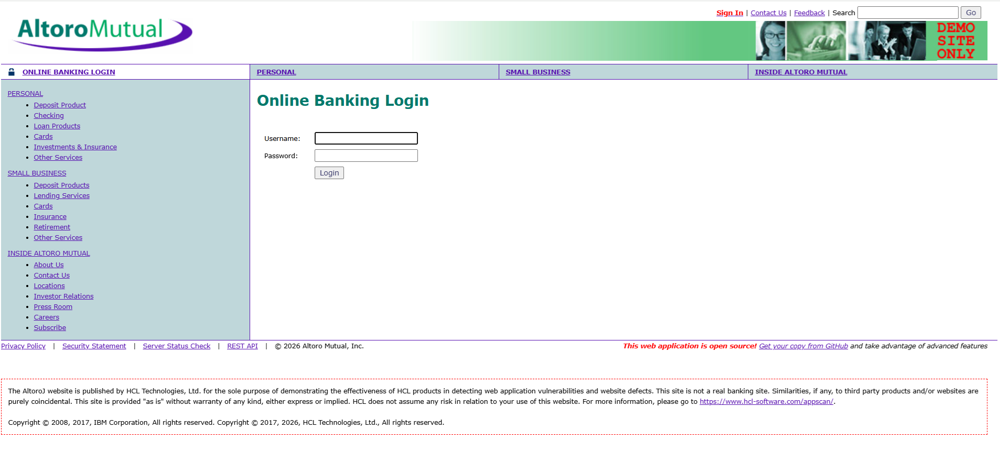 Sign In | Contact Us | Feedback | Search Go
AltoroMutual
DEMO
SITE
ONLY
ONLINE BANKING LOGIN
PERSONAL
SMALL BUSINESS
INSIDE ALTORO MUTUAL
PERSONAL
Deposit Product
Checking
Loan Products
Cards
Investments & Insurance
Other Services
SMALL BUSINESS
Deposit Products
Lending Services
Cards
Insurance
Retirement
Other Services
INSIDE ALTORO MUTUAL
About Us
Contact Us
Locations
Investor Relations
Press Room
Careers
Subscribe
Online Banking Login
Username:
Password:
Login
Privacy Policy | Security Statement | Server Status Check | REST API | © 2026 Altoro Mutual, Inc.
This web application is open source! Get your copy from GitHub and take advantage of advanced features
The AltoroJ website is published by HCL Technologies, Ltd. for the sole purpose of demonstrating the effectiveness of HCL products in detecting web application vulnerabilities and website defects. This site is not a real banking site. Similarities, if any, to third party products and/or websites are
purely coincidental. This site is provided "as is" without warranty of any kind, either express or implied. HCL does not assume any risk in relation to your use of this website. For more information, please go to https://www.hcl-software.com/appscan/.
Copyright © 2008, 2017, IBM Corporation, All rights reserved. Copyright © 2017, 2026, HCL Technologies, Ltd., All rights reserved.